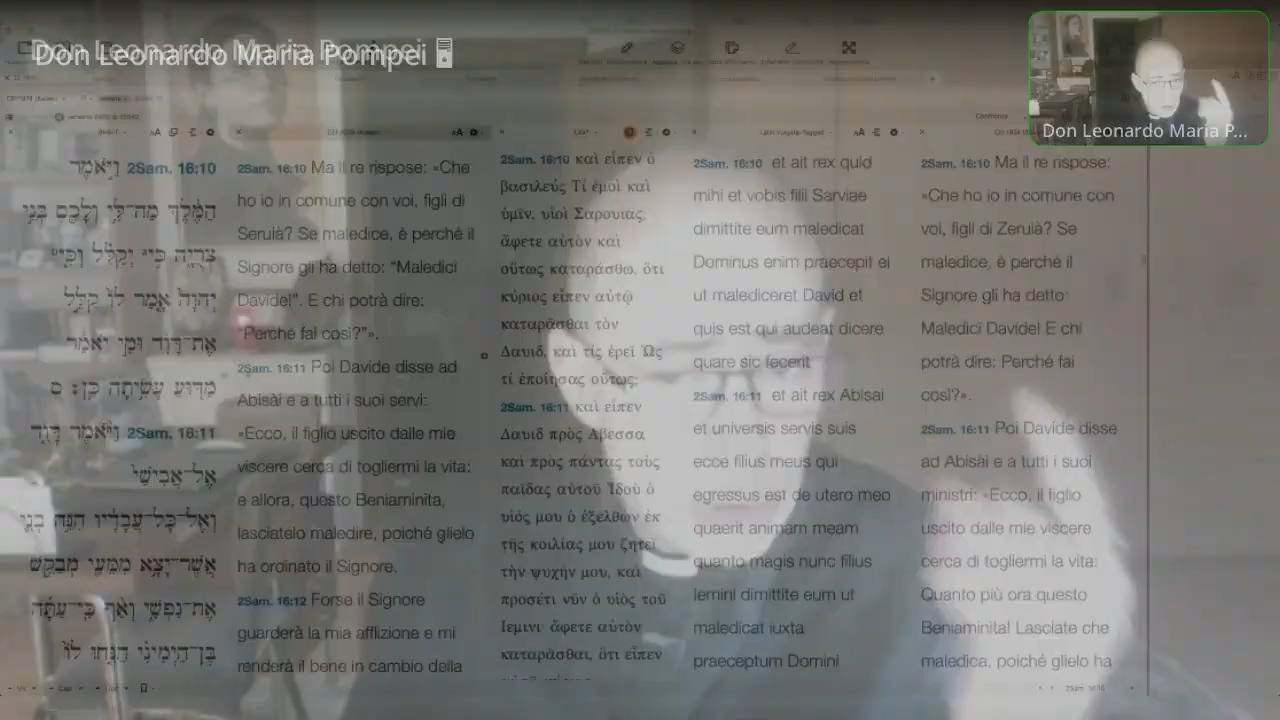 Don Leonardo Maria Pompei
Don Leonardo Maria P...
2Sam. 16:10 וַיֹּאמֶר
הַמֶּלֶךְ מַה־לִּי וְלָכֶם בְּנֵי
צְרֻיָה כִּי יְקַלֵּל וְכִי
יְהוָה אָמַר לוֹ קַלֵּל
אֶת־דָּוִד וּמִי יֹאמַר
מַדּוּעַ עָשִׂיתָה כֵּן׃ ס
2Sam. 16:11 וַיֹּאמֶר דָּוִד
אֶל־אֲבִישַׁי
וְאֶל־כָּל־עֲבָדָיו הִנֵּה בְנִי
אֲשֶׁר־יָצָא מִמֵּעַי מְבַקֵּשׁ
אֶת־נַפְשִׁי וְאַף כִּי־עַתָּה
בֶּן־הַיְמִינִי הַנִּחוּ לוֹ
2Sam. 16:10 Ma il re rispose: «Che
ho io in comune con voi, figli di
Seruià? Se maledice, è perché il
Signore gli ha detto: “Maledici
Davide!”. E chi potrà dire:
“Perché fai così?”».
2Sam. 16:11 Poi Davide disse ad
Abisài e a tutti i suoi servi:
«Ecco, il figlio uscito dalle mie
viscere cerca di togliermi la vita:
e allora, questo Beniaminita,
lasciatelo maledire, poiché glielo
ha ordinato il Signore.
2Sam. 16:12 Forse il Signore
guarderà la mia afflizione e mi
renderà il bene in cambio della
2Sam. 16:10 καὶ εἶπεν ὁ
βασιλεύς Τί ἐμοὶ καὶ
ὑμῖν, υἱοὶ Σαρουιας;
ἄφετε αὐτὸν καὶ
οὕτως καταράσθω, ὅτι
κύριος εἶπεν αὐτῷ
καταρᾶσθαι τὸν
Δαυιδ, καὶ τίς ἐρεῖ Ὡς
τί ἐποίησας οὕτως;
2Sam. 16:11 καὶ εἶπεν
Δαυιδ πρὸς Αβεσσα
καὶ πρὸς πάντας τοὺς
παῖδας αὐτοῦ Ἰδοὺ ὁ
υἱός μου ὁ ἐξελθὼν ἐκ
τῆς κοιλίας μου ζητεῖ
τὴν ψυχήν μου, καὶ
προσέτι νῦν ὁ υἱὸς τοῦ
Ιεμινι· ἄφετε αὐτὸν
καταρᾶσθαι, ὅτι εἶπεν
2Sam. 16:10 et ait rex quid
mihi et vobis filii Sarviae
dimittite eum maledicat
Dominus enim praecepit ei
ut malediceret David et
quis est qui audeat dicere
quare sic fecerit
2Sam. 16:11 et ait rex Abisai
et universis servis suis
ecce filius meus qui
egressus est de utero meo
quaerit animam meam
quanto magis nunc filius
Iemini dimittite eum ut
maledicat iuxta
praeceptum Domini
2Sam. 16:10 Ma il re rispose:
«Che ho io in comune con
voi, figli di Zeruià? Se
maledice, è perché il
Signore gli ha detto:
Maledici Davide! E chi
potrà dire: Perché fai
così?».
2Sam. 16:11 Poi Davide disse
ad Abisài e a tutti i suoi
ministri: «Ecco, il figlio
uscito dalle mie viscere
cerca di togliermi la vita:
Quanto più ora questo
Beniaminita! Lasciate che
maledica, poiché glielo ha